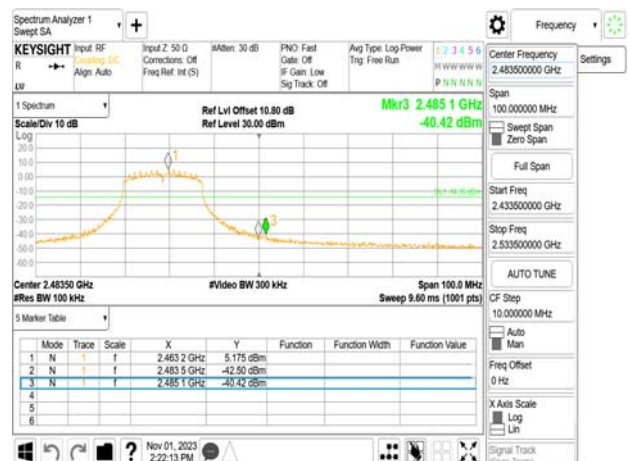 Spectrum Analyzer 1
Swept SA
Frequency
KEYSIGHT Input: RF
Coupling: DC
Align: Auto
Input Z: 50 Ω
Corrections: Off
Freq Ref: Int (S)
#Atten: 30 dB
PNO: Fast
Gate: Off
IF Gain: Low
Sig Track: Off
Avg Type: Log-Power
Trig: Free Run
1 2 3 4 5 6
M W W W W W
P N N N N N
R
LXI
Center Frequency
2.483500000 GHz
Settings
Span
100.000000 MHz
Swept Span
Zero Span
Full Span
Start Freq
2.433500000 GHz
Stop Freq
2.533500000 GHz
AUTO TUNE
CF Step
10.000000 MHz
Auto
Man
Freq Offset
0 Hz
X Axis Scale
Log
Lin
Signal Track
1 Spectrum
Scale/Div 10 dB
Ref Lvl Offset 10.80 dB
Ref Level 30.00 dBm
Mkr3 2.485 1 GHz
-40.42 dBm
Log
20.0
10.0
0.00
-10.0
-20.0
-30.0
-40.0
-50.0
-60.0
1
3
Center 2.48350 GHz
#Res BW 100 kHz
#Video BW 300 kHz
Span 100.0 MHz
Sweep 9.60 ms (1001 pts)
5 Marker Table
Mode Trace Scale X Y Function Function Width Function Value
1 N 1 f 2.463 2 GHz 5.175 dBm
2 N 1 f 2.483 5 GHz -42.50 dBm
3 N 1 f 2.485 1 GHz -40.42 dBm
4
5
6
Nov 01, 2023
2:22:13 PM